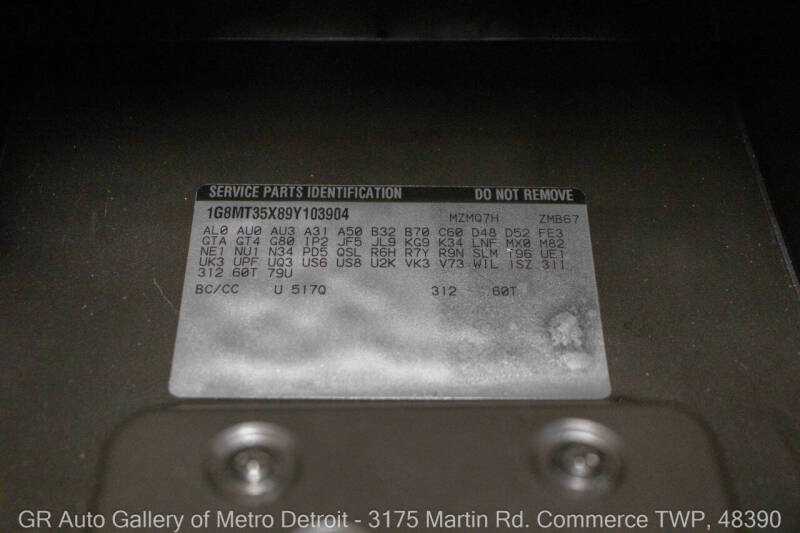 SERVICE PARTS IDENTIFICATION DO NOT REMOVE
1G8MT35X89Y103904 MZMQ7H ZMB67
AL0 AU0 AU3 A31 A50 B32 B70 C60 D48 D52 FE3
GTA GT4 G80 IP2 JF5 JL9 KG9 K34 LNF MX0 M82
NE1 NU1 N34 PD5 QSL R6H R7Y R9N SLM T96 UE1
UK3 UPF UQ3 US6 US8 U2K VK3 V73 WIL 1SZ 311
312 60T 79U
BC/CC U 517Q 312 60T
GR Auto Gallery of Metro Detroit - 3175 Martin Rd. Commerce TWP, 48390